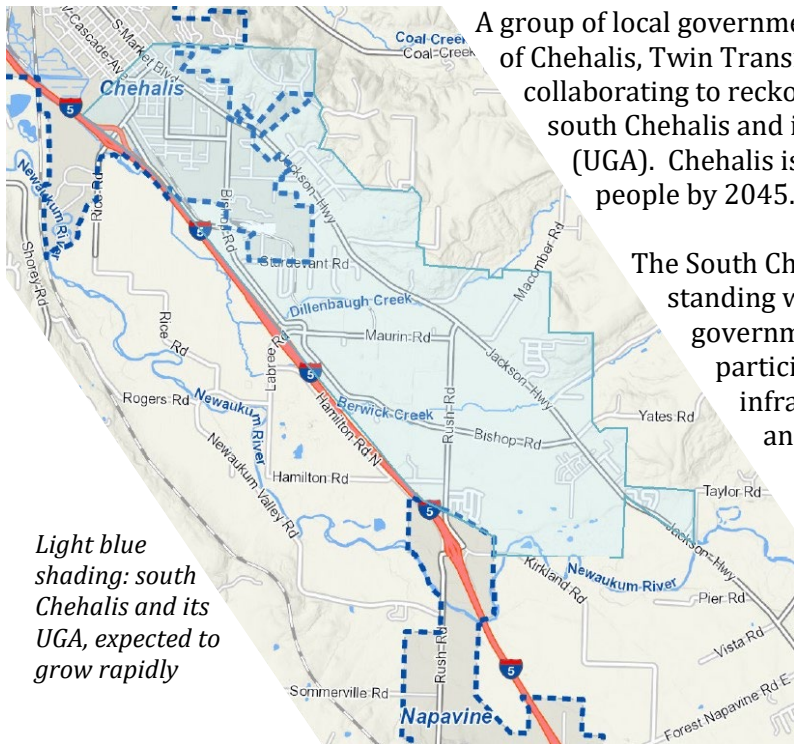 A group of local governme
of Chehalis, Twin Trans
collaborating to recko
south Chehalis and i
(UGA).  Chehalis is
people by 2045.
The South Ch
standing w
governm
particip
infra
an
Coal Creek
Coal-Creek
W-Cascade-Av
S-Market Blvd
Chehalis
5
Jackson-Hwy
Rice-Rd
Bishop-Rd
Newaukum River
Shorey-Rd
5
Sturdevant Rd
Macomber Rd
Dillenbaugh Creek
Rice Rd
Maurin-Rd
Labree Rd
5
Jackson-Hwy
Rogers-Rd
Newaukum River
Hamilton Rd N
Berwick-Creek
Rush-Rd
Bishop-Rd
Yates Rd
Newaukum Valley Rd
Hamilton-Rd
Taylor-Rd
5
Jackson-Hwy
Kirkland Rd
Newaukum-River
Pier-Rd
Vista-Rd
Rush-Rd
5
Sommerville-Rd
Napavine
Forest Napavine Rd E
Light blue
shading: south
Chehalis and its
UGA, expected to
grow rapidly